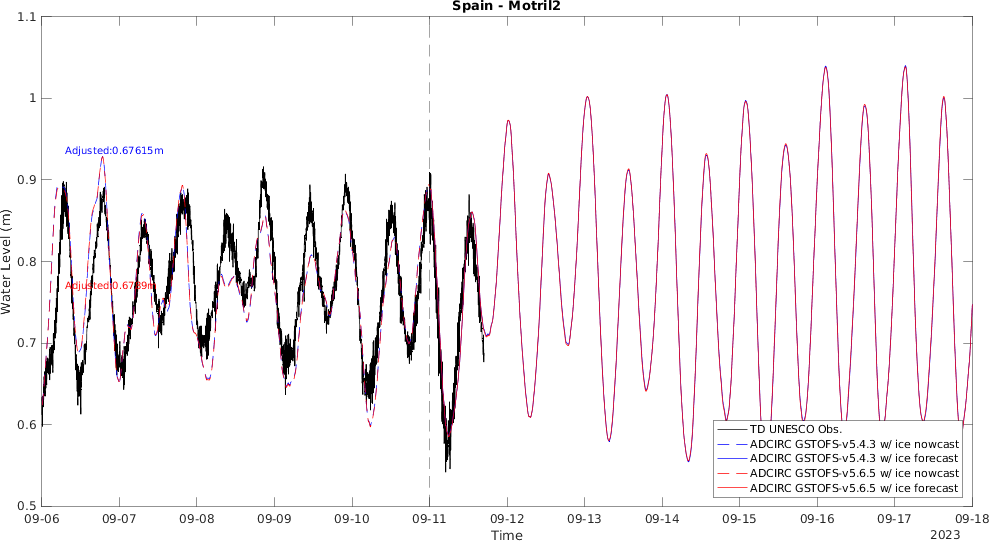 Spain - Motril2
1.1
1
0.9
0.8
0.7
0.6
0.5
Water Level (m)
Adjusted:0.67615m
Adjusted:0.6789m
TD UNESCO Obs.
ADCIRC GSTOFS-v5.4.3 w/ ice nowcast
ADCIRC GSTOFS-v5.4.3 w/ ice forecast
ADCIRC GSTOFS-v5.6.5 w/ ice nowcast
ADCIRC GSTOFS-v5.6.5 w/ ice forecast
09-06 09-07 09-08 09-09 09-10 09-11 09-12 09-13 09-14 09-15 09-16 09-17 09-18
Time
2023